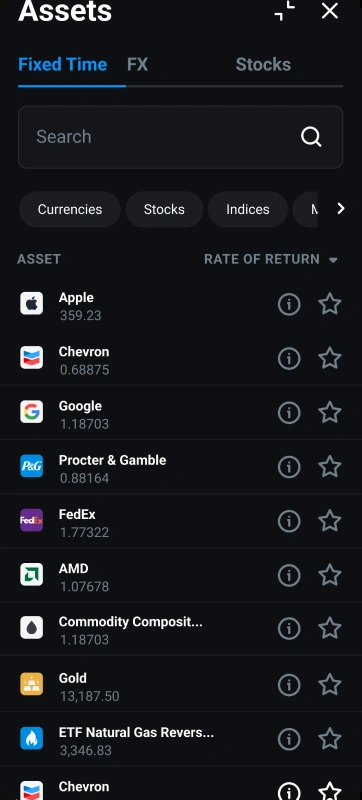 Assets
Fixed Time FX Stocks
Search
Currencies Stocks Indices
ASSET RATE OF RETURN
Apple
359.23
Chevron
0.68875
Google
1.18703
P&G Procter & Gamble
0.88164
FedEx FedEx
1.77322
AMD
1.07678
Commodity Composit...
1.18703
Gold
13,187.50
ETF Natural Gas Revers...
3,346.83
Chevron